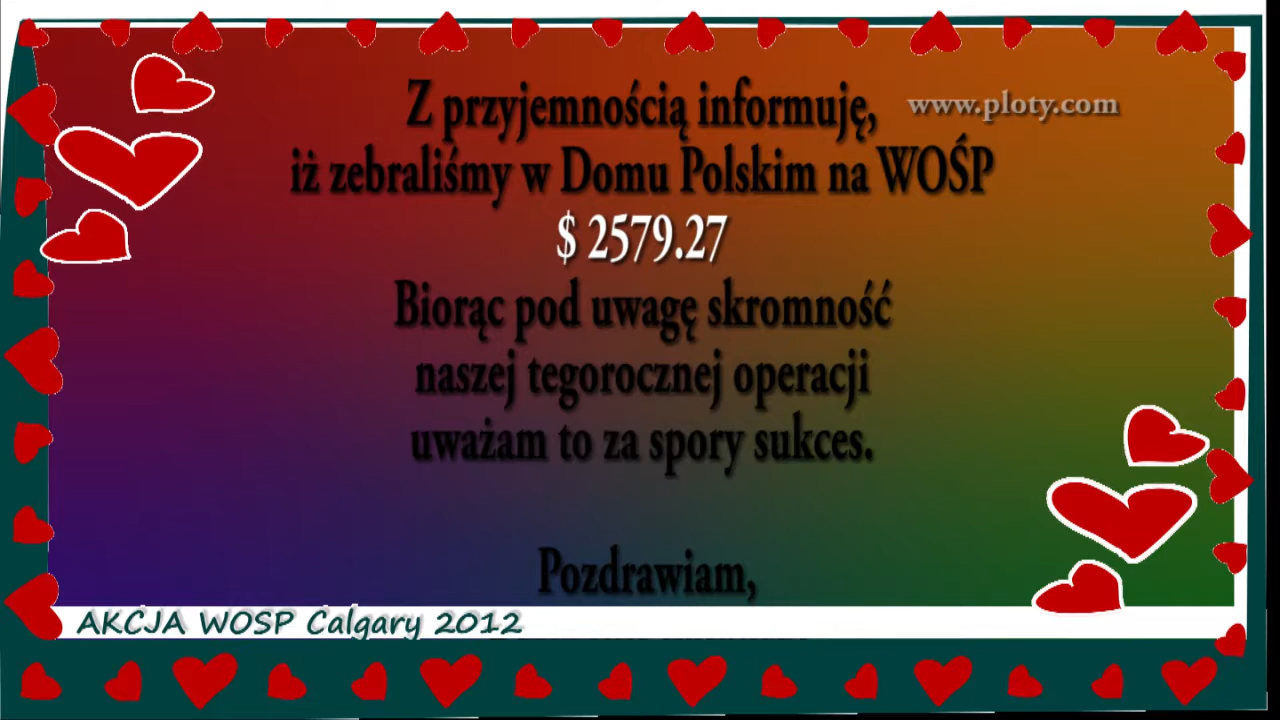 Z przyjemnością informuję,
www.ploty.com
iż zebraliśmy w Domu Polskim na WOŚP
$ 2579.27
Biorąc pod uwagę skromność
naszej tegorocznej operacji
uważam to za spory sukces.
Pozdrawiam,
AKCJA WOSP Calgary 2012